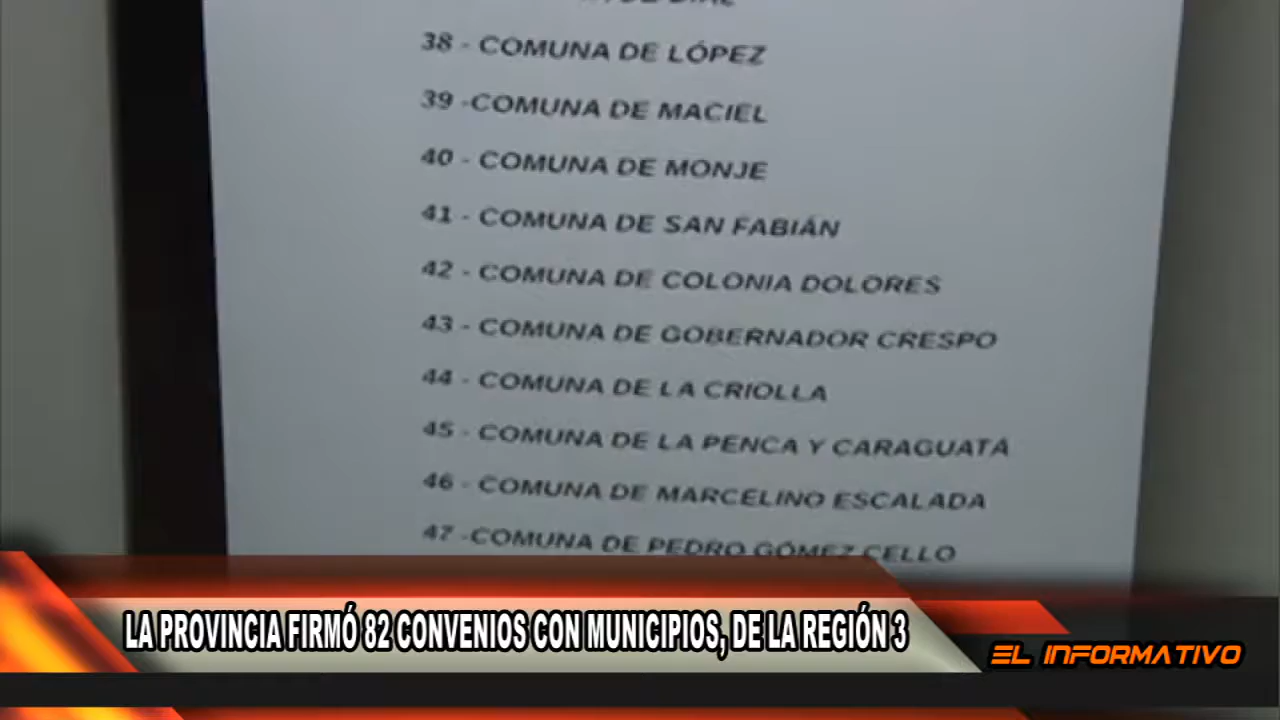 38 - COMUNA DE LÓPEZ
39 -COMUNA DE MACIEL
40 - COMUNA DE MONJE
41 - COMUNA DE SAN FABIÁN
42 - COMUNA DE COLONIA DOLORES
43 - COMUNA DE GOBERNADOR CRESPO
44 - COMUNA DE LA CRIOLLA
45 - COMUNA DE LA PENCA Y CARAGUATÁ
46 - COMUNA DE MARCELINO ESCALADA
47 -COMUNA DE PEDRO GÓMEZ CELLO
LA PROVINCIA FIRMÓ 82 CONVENIOS CON MUNICIPIOS, DE LA REGIÓN 3
EL INFORMATIVO